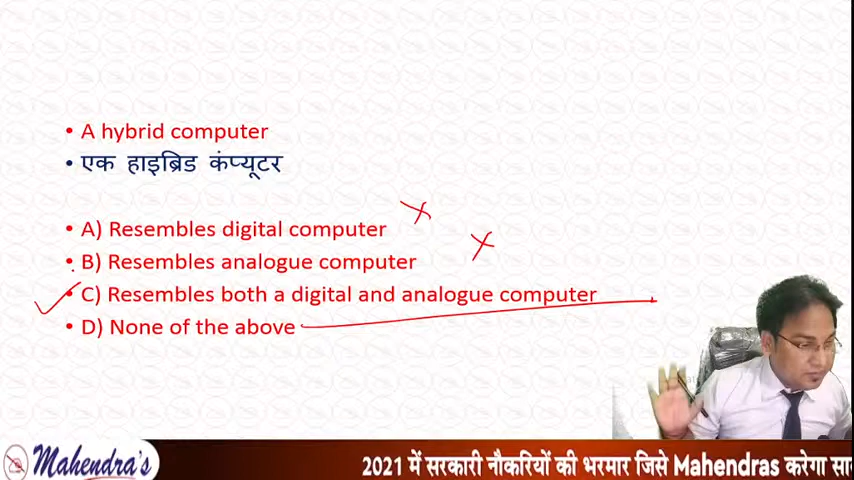 • A hybrid computer
• एक हाइब्रिड कंप्यूटर
• A) Resembles digital computer
• B) Resembles analogue computer
• C) Resembles both a digital and analogue computer
• D) None of the above
Mahendra's
2021 में सरकारी नौकरियों की भरमार जिसे Mahendras करेगा